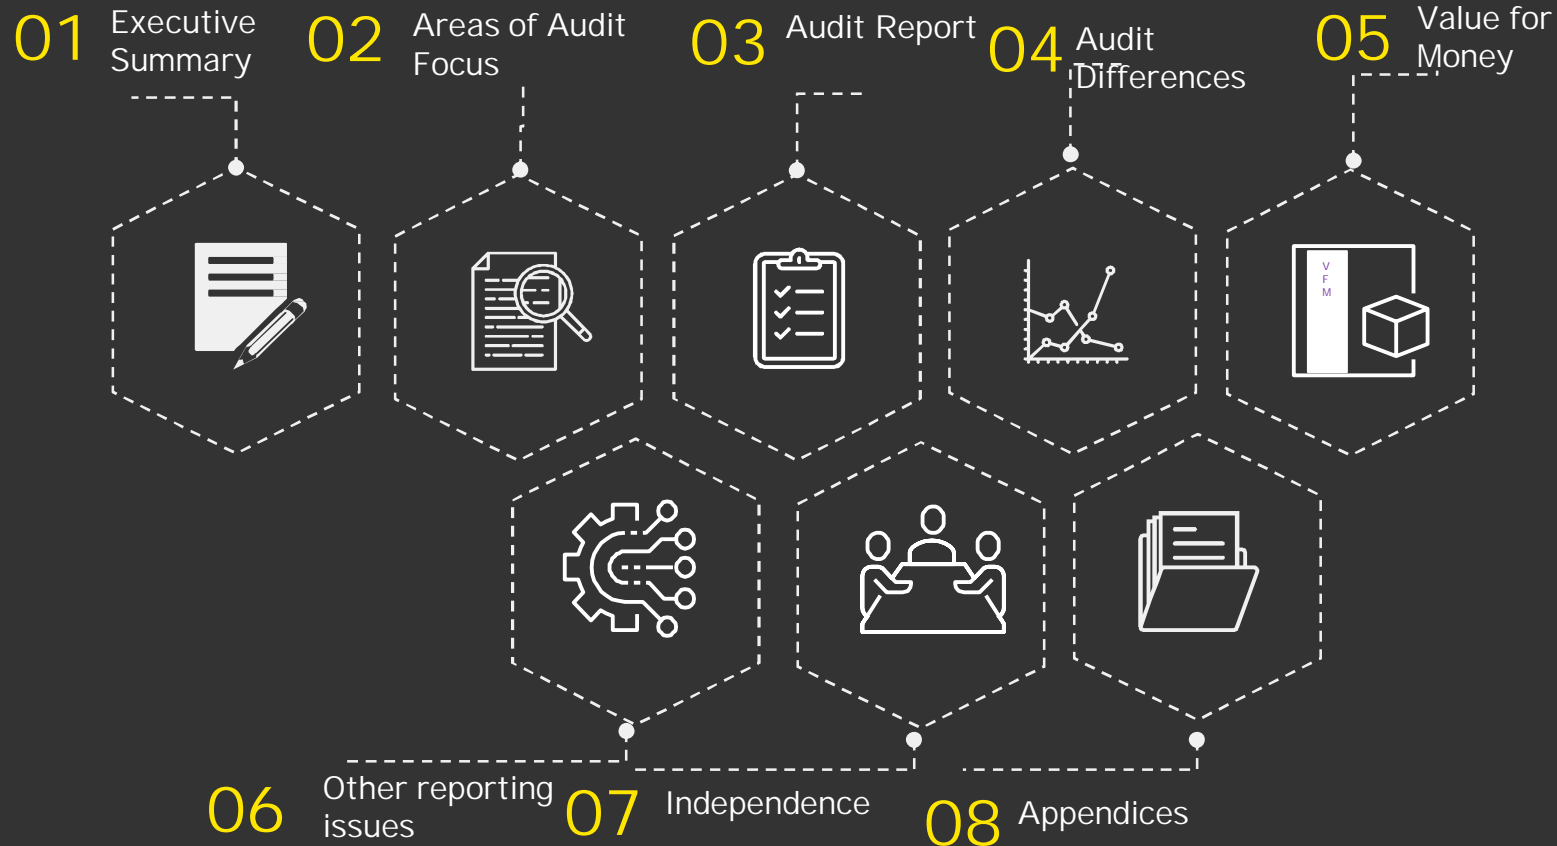 01 Executive
Summary
02 Areas of Audit
Focus
03 Audit Report
04 Audit
Differences
05 Value for
Money
V
F
M
06 Other reporting
issues
07 Independence
08 Appendices